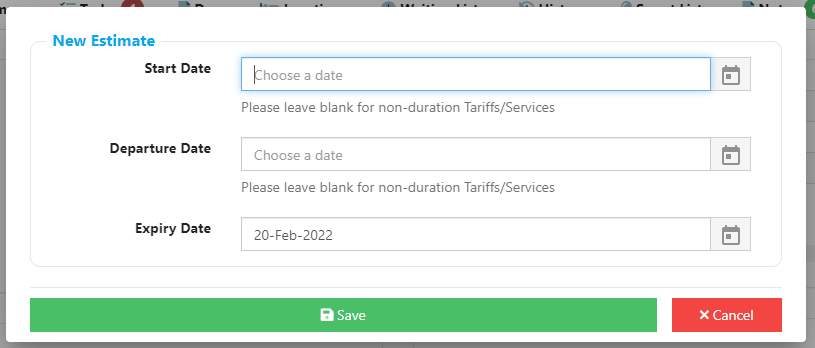 New Estimate
Start Date
Choose a date
Please leave blank for non-duration Tariffs/Services
Departure Date
Choose a date
Please leave blank for non-duration Tariffs/Services
Expiry Date
20-Feb-2022
Save
Cancel